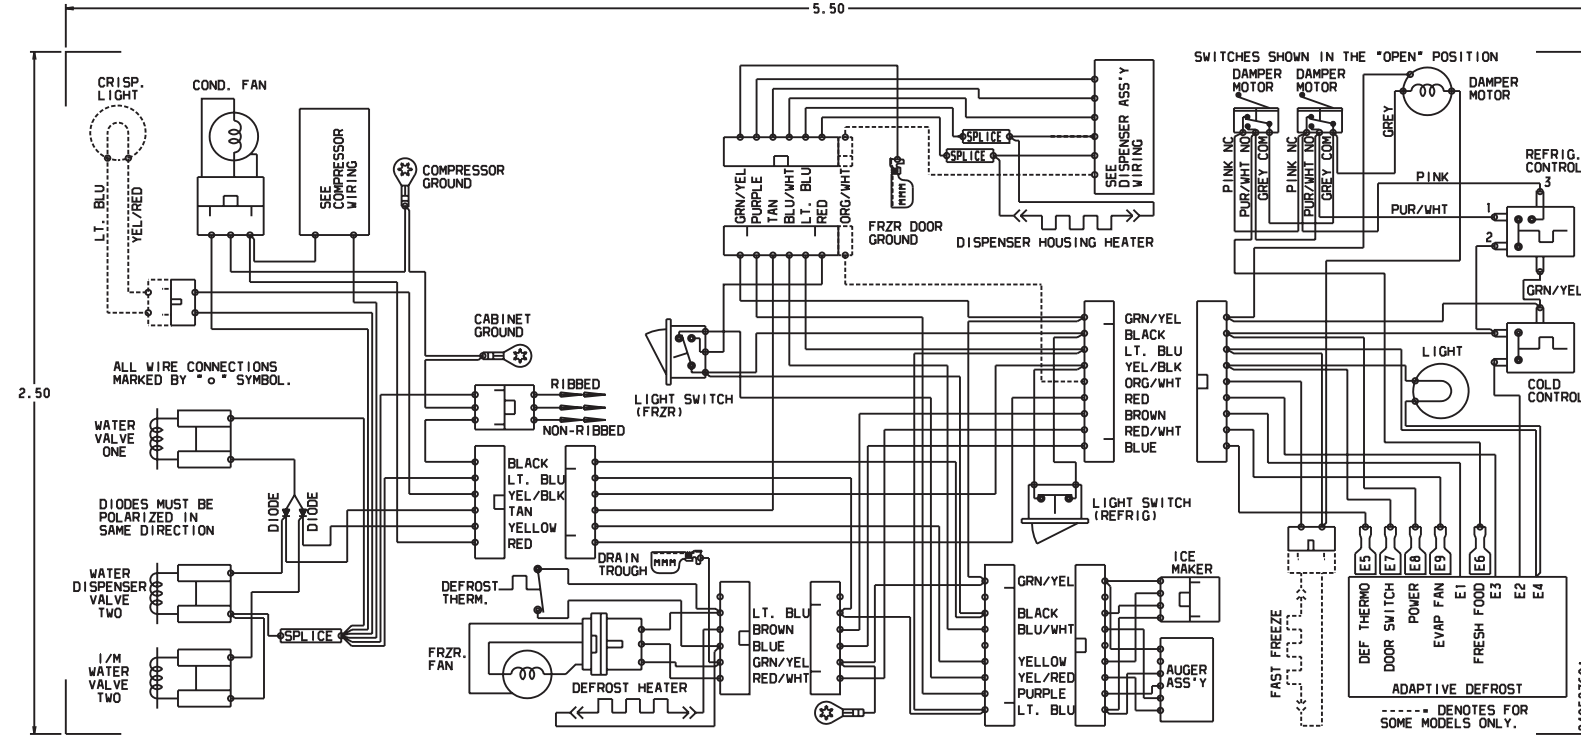 5.50
2.50
CRISP.
LIGHT
LT BLU
YEL/RED
COND. FAN
SEE
COMPRESSOR
WIRING
COMPRESSOR
GROUND
CABINET
GROUND
RIBBED
NON-RIBBED
ALL WIRE CONNECTIONS
MARKED BY "o" SYMBOL.
WATER
VALVE
ONE
DIODES MUST BE
POLARIZED IN
SAME DIRECTION
DIODE
DIODE
WATER
DISPENSER
VALVE
TWO
I/M
WATER
VALVE
TWO
SPLICE
BLACK
LT. BLU
YEL/BLK
TAN
YELLOW
RED
DEFROST
THERM.
FRZR.
FAN
DRAIN
TROUGH
DEFROST HEATER
LT. BLU
BROWN
BLUE
GRN/YEL
RED/WHT
LIGHT SWITCH
(FRZR)
GRN/YEL
PURPLE
TAN
BLU/WHT
LT. BLU
RED
ORG/WHT
SPLICE
SPLICE
SEE
DISPENSER ASS'Y
WIRING
FRZR DOOR
GROUND
DISPENSER HOUSING HEATER
GRN/YEL
BLACK
LT. BLU
YEL/BLK
ORG/WHT
RED
BROWN
RED/WHT
BLUE
LIGHT SWITCH
(REFRIG)
GRN/YEL
BLACK
BLU/WHT
YELLOW
YEL/RED
PURPLE
LT. BLU
ICE
MAKER
AUGER
ASS'Y
SWITCHES SHOWN IN THE "OPEN" POSITION
DAMPER
MOTOR
DAMPER
MOTOR
DAMPER
MOTOR
GREY
PINK NC
PUR/WHT NO
GREY COM
PINK NC
PUR/WHT NO
GREY COM
PINK
PUR/WHT
REFRIG.
CONTROL
3
1
2
GRN/YEL
COLD
CONTROL
LIGHT
FAST FREEZE
E5
E7
E8
E9
E1
E6
E3
E2
E4
DEF THERMO
DOOR SWITCH
POWER
EVAP FAN
FRESH FOOD
ADAPTIVE DEFROST
----- DENOTES FOR
SOME MODELS ONLY.